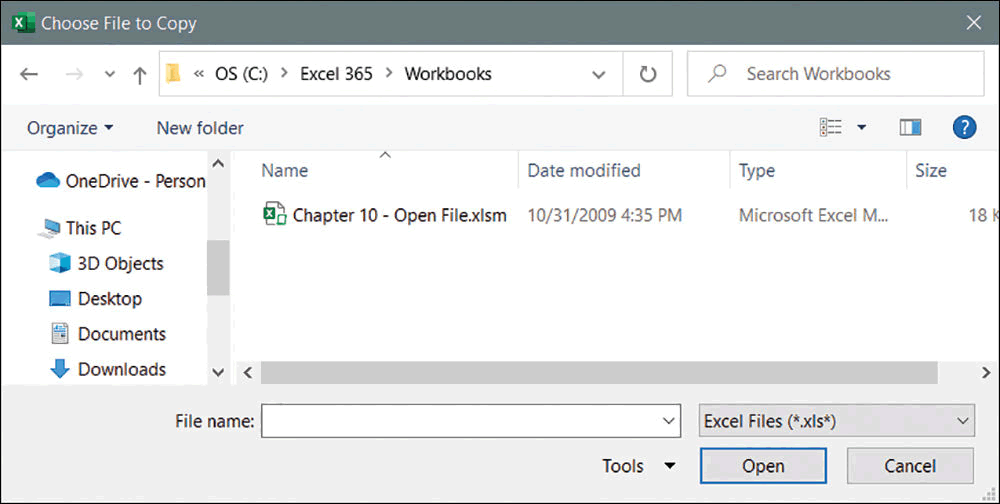 Choose File to Copy
« OS (C:) > Excel 365 > Workbooks
Search Workbooks
Organize New folder
?
Name Date modified Type Size
OneDrive - Person
Chapter 10 - Open File.xlsm 10/31/2009 4:35 PM Microsoft Excel M... 18 K
This PC
3D Objects
Desktop
Documents
Downloads
File name: Excel Files (*.xls*)
Tools Open Cancel